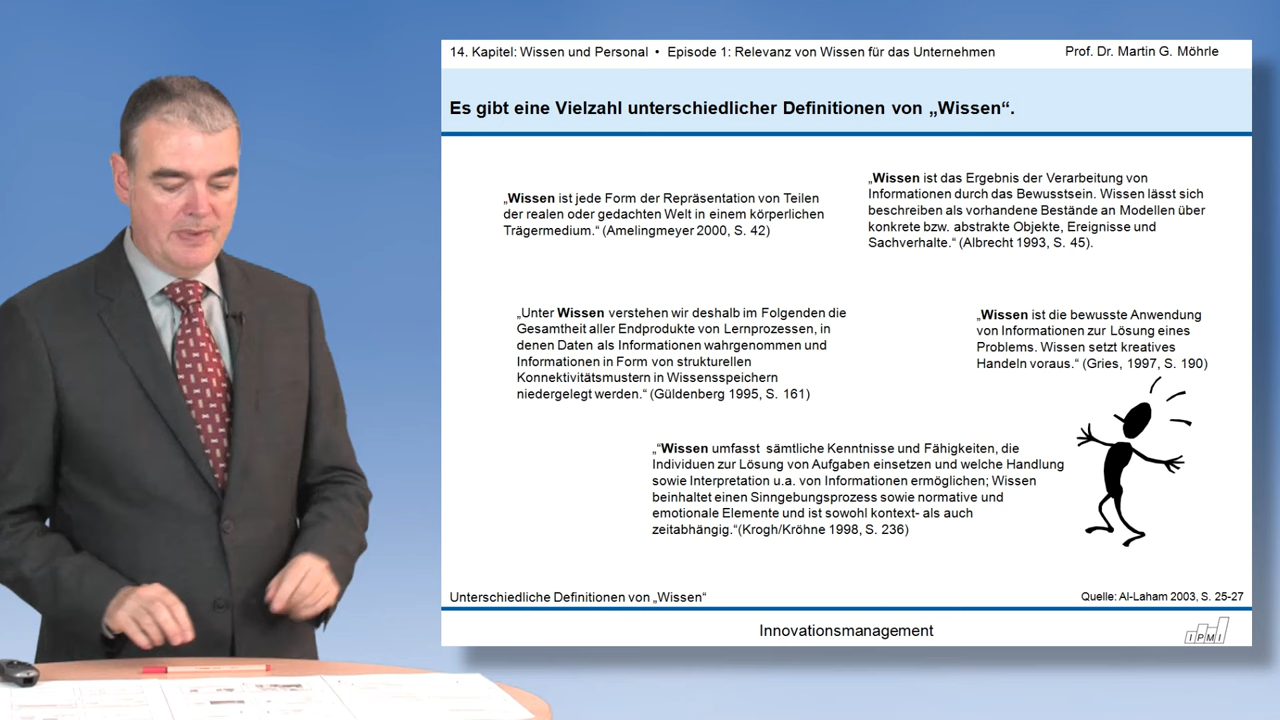 14. Kapitel: Wissen und Personal • Episode 1: Relevanz von Wissen für das Unternehmen
Prof. Dr. Martin G. Möhrle
Es gibt eine Vielzahl unterschiedlicher Definitionen von „Wissen“.
„Wissen ist jede Form der Repräsentation von Teilen
der realen oder gedachten Welt in einem körperlichen
Trägermedium.“ (Amelingmeyer 2000, S. 42)
„Wissen ist das Ergebnis der Verarbeitung von
Informationen durch das Bewusstsein. Wissen lässt sich
beschreiben als vorhandene Bestände an Modellen über
konkrete bzw. abstrakte Objekte, Ereignisse und
Sachverhalte.“ (Albrecht 1993, S. 45).
„Unter Wissen verstehen wir deshalb im Folgenden die
Gesamtheit aller Endprodukte von Lernprozessen, in
denen Daten als Informationen wahrgenommen und
Informationen in Form von strukturellen
Konnektivitätsmustern in Wissensspeichern
niedergelegt werden.“ (Güldenberg 1995, S. 161)
„Wissen ist die bewusste Anwendung
von Informationen zur Lösung eines
Problems. Wissen setzt kreatives
Handeln voraus.“ (Gries, 1997, S. 190)
„“Wissen umfasst sämtliche Kenntnisse und Fähigkeiten, die
Individuen zur Lösung von Aufgaben einsetzen und welche Handlung
sowie Interpretation u.a. von Informationen ermöglichen; Wissen
beinhaltet einen Sinngebungsprozess sowie normative und
emotionale Elemente und ist sowohl kontext- als auch
zeitabhängig.“(Krogh/Kröhne 1998, S. 236)
Unterschiedliche Definitionen von „Wissen“
Quelle: Al-Laham 2003, S. 25-27
Innovationsmanagement
IPMI